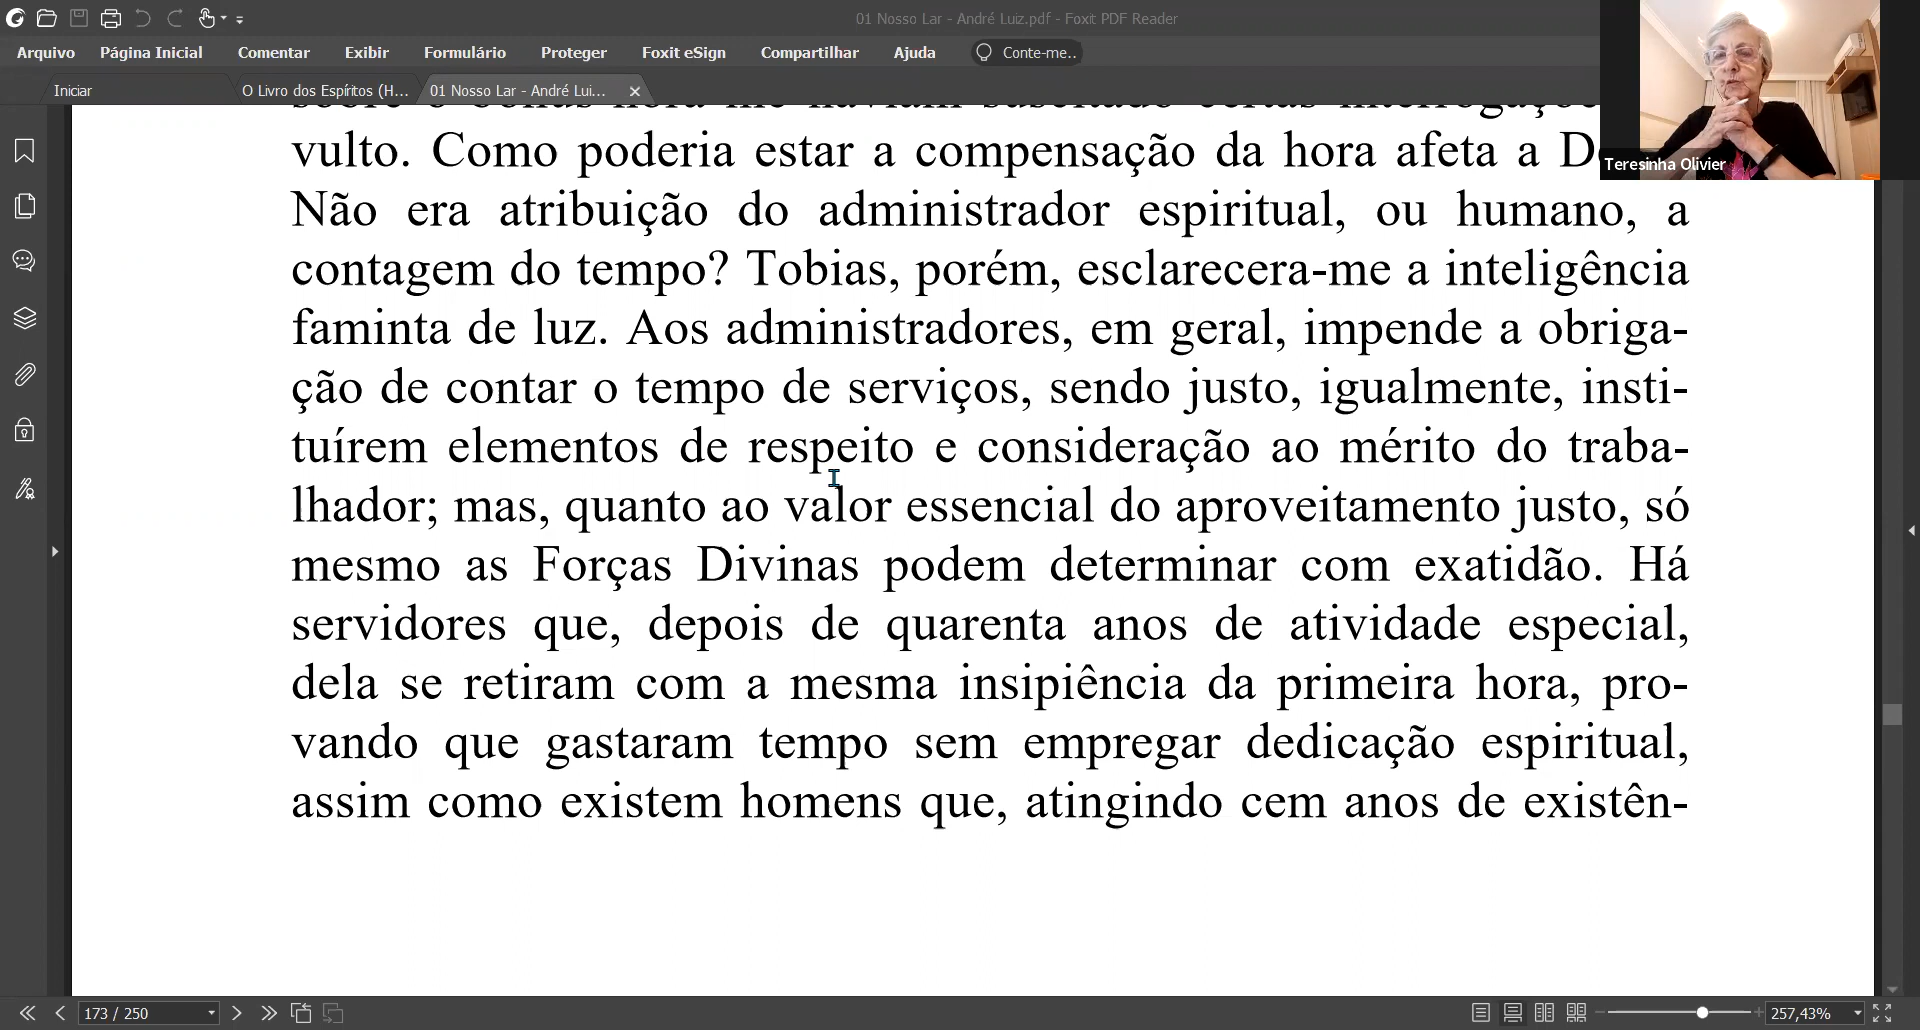 01 Nosso Lar - André Luiz.pdf - Foxit PDF Reader
Arquivo Página Inicial Comentar Exibir Formulário Proteger Foxit eSign Compartilhar Ajuda Conte-me..
Iniciar O Livro dos Espíritos (H... 01 Nosso Lar - André Lui...
Teresinha Olivier
sobre o bônus-hora me haviam suscitado certas
vulto. Como poderia estar a compensação da hora afeta a
Não era atribuição do administrador espiritual, ou humano, a
contagem do tempo? Tobias, porém, esclarecera-me a inteligência
faminta de luz. Aos administradores, em geral, impende a obriga-
ção de contar o tempo de serviços, sendo justo, igualmente, insti-
tuírem elementos de respeito e consideração ao mérito do traba-
lhador; mas, quanto ao valor essencial do aproveitamento justo, só
mesmo as Forças Divinas podem determinar com exatidão. Há
servidores que, depois de quarenta anos de atividade especial,
dela se retiram com a mesma insipiência da primeira hora, pro-
vando que gastaram tempo sem empregar dedicação espiritual,
assim como existem homens que, atingindo cem anos de existên-
173 / 250
257,43%